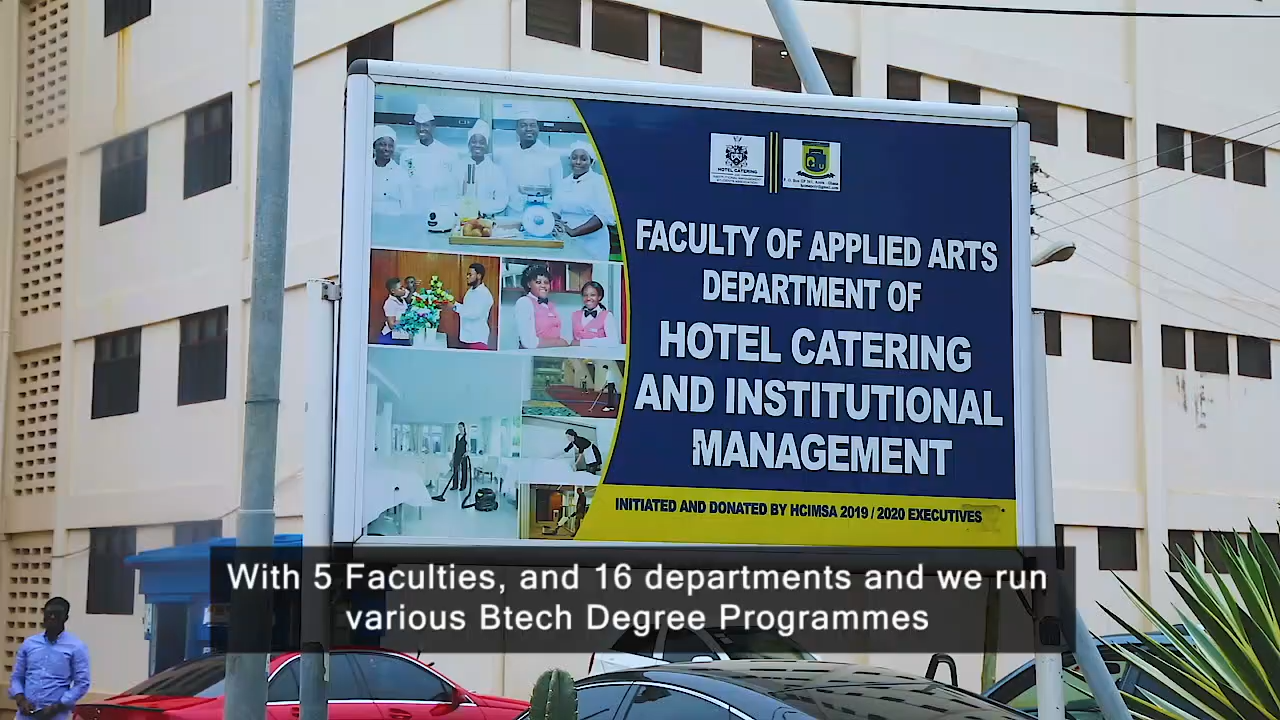 HOTEL CATERING
FACULTY OF APPLIED ARTS
DEPARTMENT OF
HOTEL CATERING
AND INSTITUTIONAL
MANAGEMENT
INITIATED AND DONATED BY HCIMSA 2019 / 2020 EXECUTIVES
With 5 Faculties, and 16 departments and we run
various Btech Degree Programmes